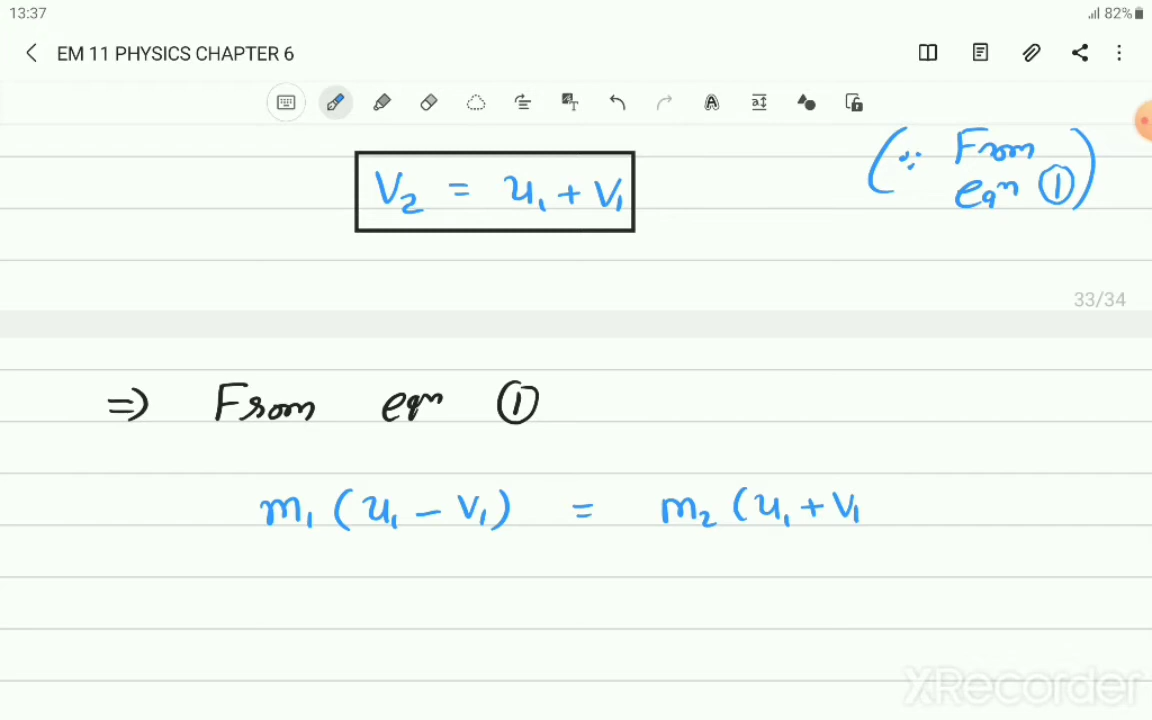 13:37
82%
EM 11 PHYSICS CHAPTER 6
V₂ = u₁ + V₁
(∵ From eqn ①)
33/34
⇒ From eqn ①
m₁ (u₁ − V₁) = m₂ (u₁ + V₁
XRecorder